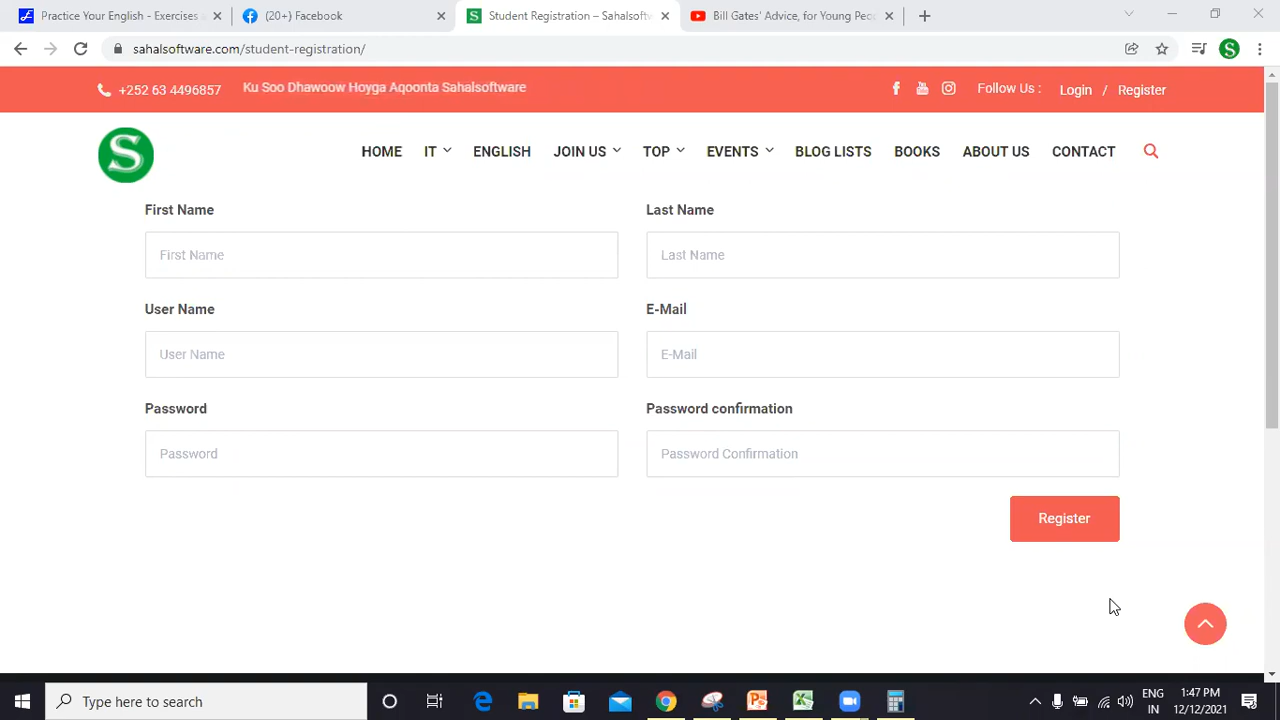 Practice Your English - Exercises
(20+) Facebook
Student Registration – Sahalsoftw
Bill Gates' Advice, for Young Peo
sahalsoftware.com/student-registration/
+252 63 4496857
Ku Soo Dhawoow Hoyga Aqoonta Sahalsoftware
Follow Us :
Login / Register
S
HOME IT ENGLISH JOIN US TOP EVENTS BLOG LISTS BOOKS ABOUT US CONTACT
First Name
Last Name
First Name
Last Name
User Name
E-Mail
User Name
E-Mail
Password
Password confirmation
Password
Password Confirmation
Register
Type here to search
ENG
IN
1:47 PM
12/12/2021